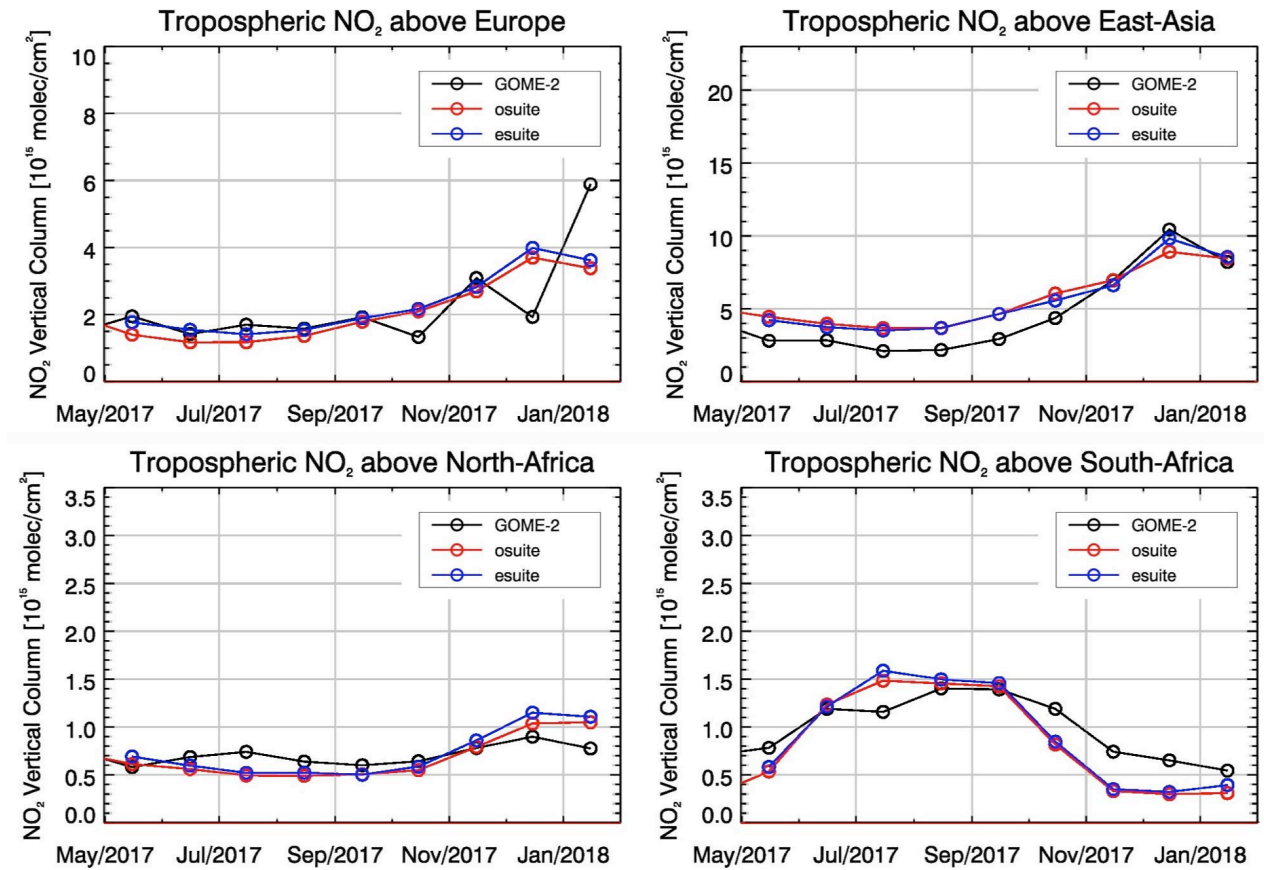 Tropospheric NO₂ above Europe
NO₂ Vertical Column [10¹⁵ molec/cm²]
10
8
6
4
2
0
GOME-2
osuite
esuite
May/2017 Jul/2017 Sep/2017 Nov/2017 Jan/2018
Tropospheric NO₂ above East-Asia
NO₂ Vertical Column [10¹⁵ molec/cm²]
20
15
10
5
0
GOME-2
osuite
esuite
May/2017 Jul/2017 Sep/2017 Nov/2017 Jan/2018
Tropospheric NO₂ above North-Africa
NO₂ Vertical Column [10¹⁵ molec/cm²]
3.5
3.0
2.5
2.0
1.5
1.0
0.5
0.0
GOME-2
osuite
esuite
May/2017 Jul/2017 Sep/2017 Nov/2017 Jan/2018
Tropospheric NO₂ above South-Africa
NO₂ Vertical Column [10¹⁵ molec/cm²]
3.5
3.0
2.5
2.0
1.5
1.0
0.5
0.0
GOME-2
osuite
esuite
May/2017 Jul/2017 Sep/2017 Nov/2017 Jan/2018